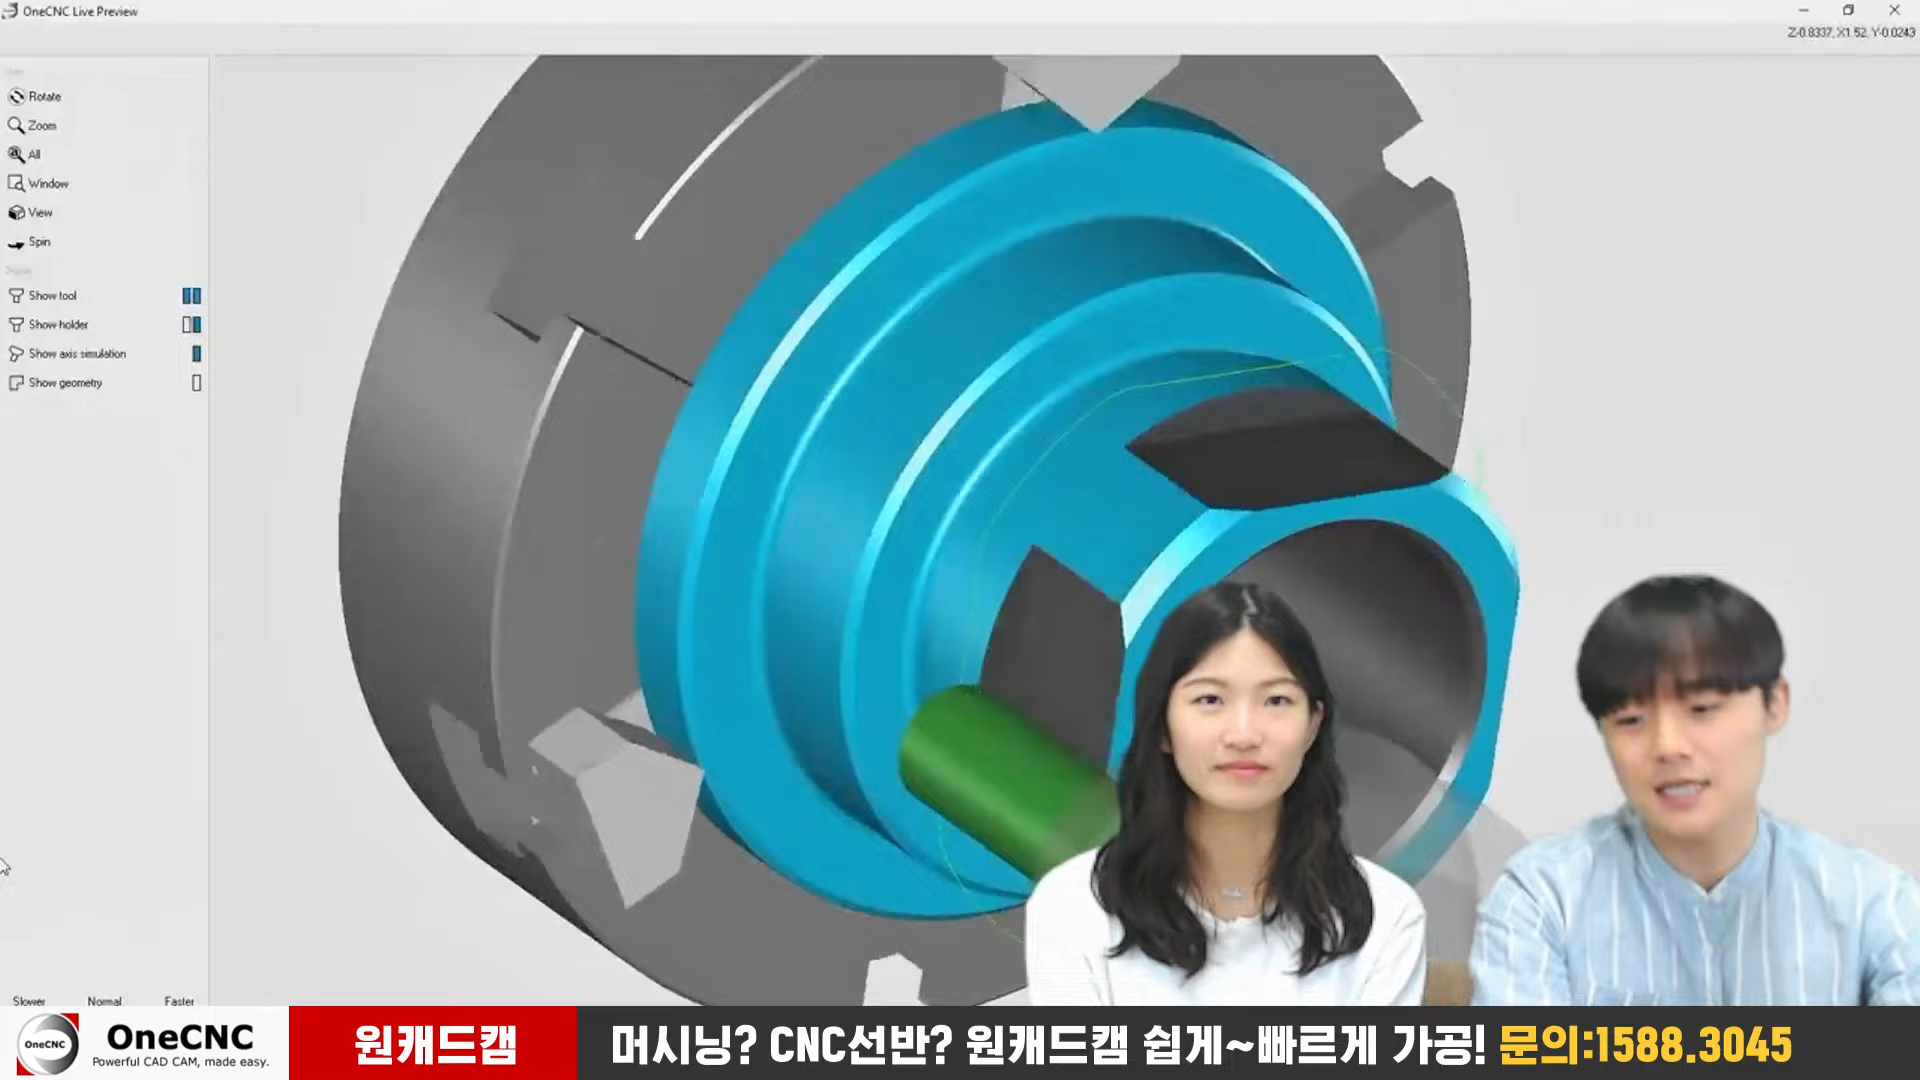 OneCNC Live Preview
Z-0.8337, X1.52, Y-0.0243
Rotate
Zoom
All
Window
View
Spin
Show tool
Show holder
Show axis simulation
Show geometry
Slower Normal Faster
OneCNC
OneCNC
Powerful CAD CAM, made easy.
원캐드캠
머시닝? CNC선반? 원캐드캠 쉽게~빠르게 가공! 문의:1588.3045